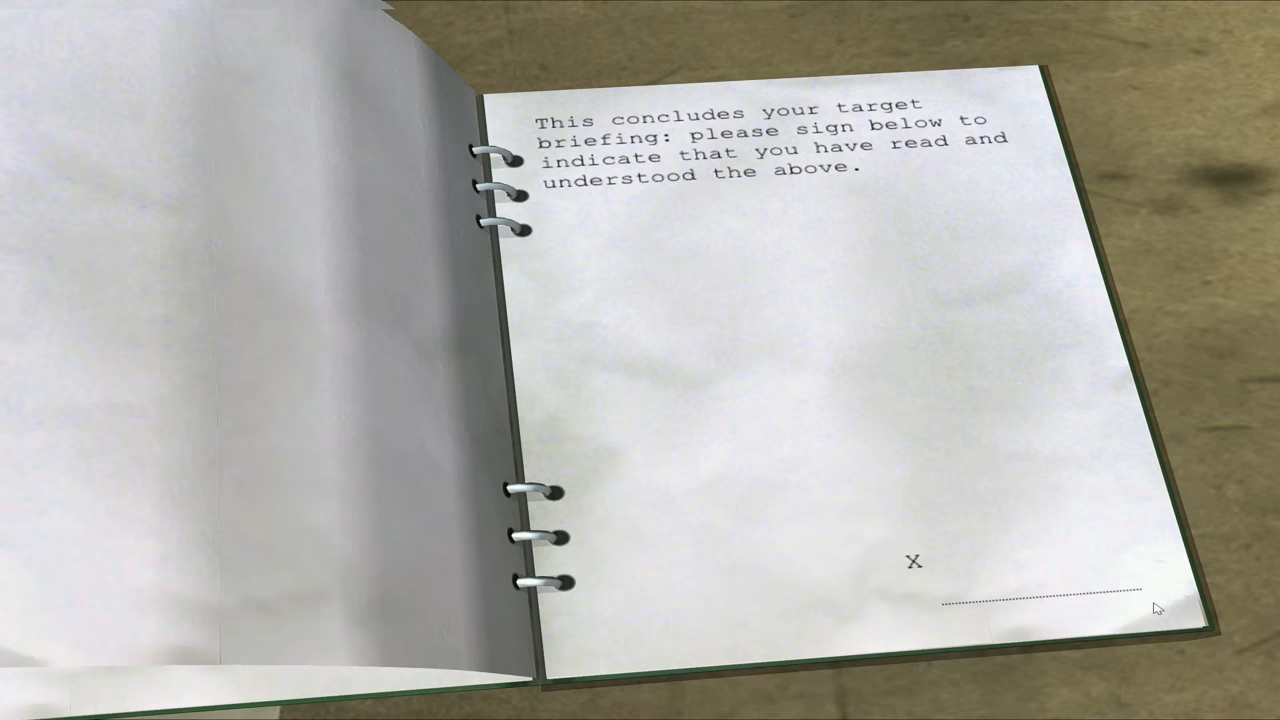 This concludes your target
briefing: please sign below to
indicate that you have read and
understood the above.
X